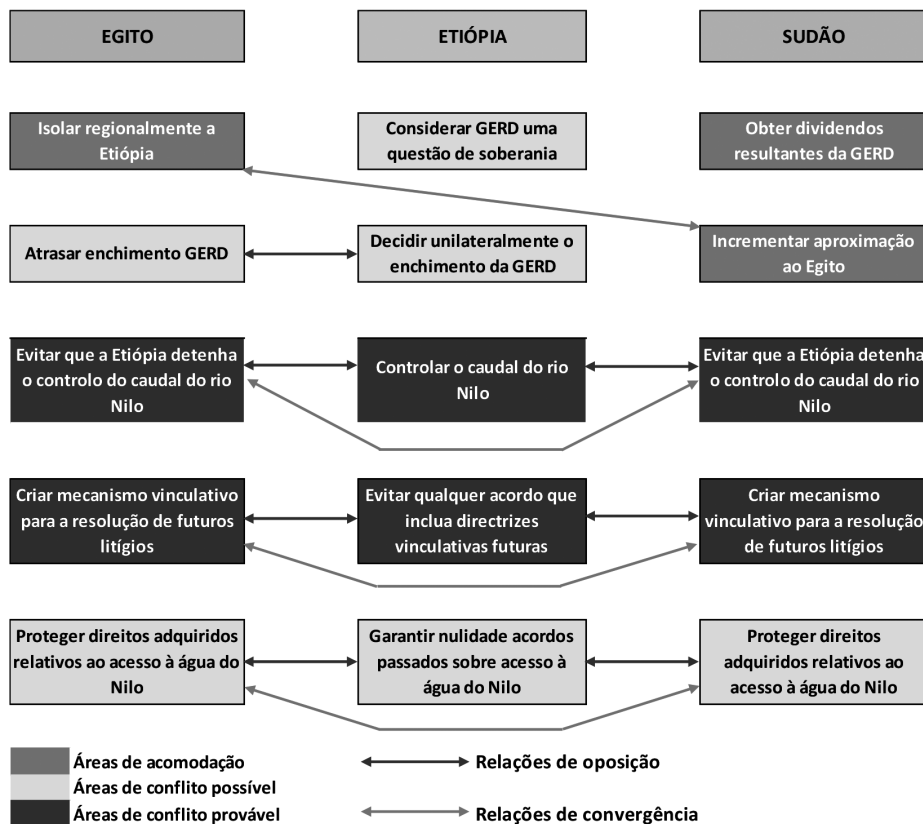 EGITO
ETIÓPIA
SUDÃO
Isolar regionalmente a
Etiópia
Considerar GERD uma
questão de soberania
Obter dividendos
resultantes da GERD
Atrasar enchimento GERD
Decidir unilateralmente o
enchimento da GERD
Incrementar aproximação
ao Egito
Evitar que a Etiópia detenha
o controlo do caudal do rio
Nilo
Controlar o caudal do rio
Nilo
Evitar que a Etiópia detenha
o controlo do caudal do rio
Nilo
Criar mecanismo vinculativo
para a resolução de futuros
litígios
Evitar qualquer acordo que
inclua directrizes
vinculativas futuras
Criar mecanismo
vinculativo para a resolução
de futuros litígios
Proteger direitos adquiridos
relativos ao acesso à água do
Nilo
Garantir nulidade acordos
passados sobre acesso à
água do Nilo
Proteger direitos
adquiridos relativos ao
acesso à água do Nilo
Áreas de acomodação
Áreas de conflito possível
Áreas de conflito provável
Relações de oposição
Relações de convergência